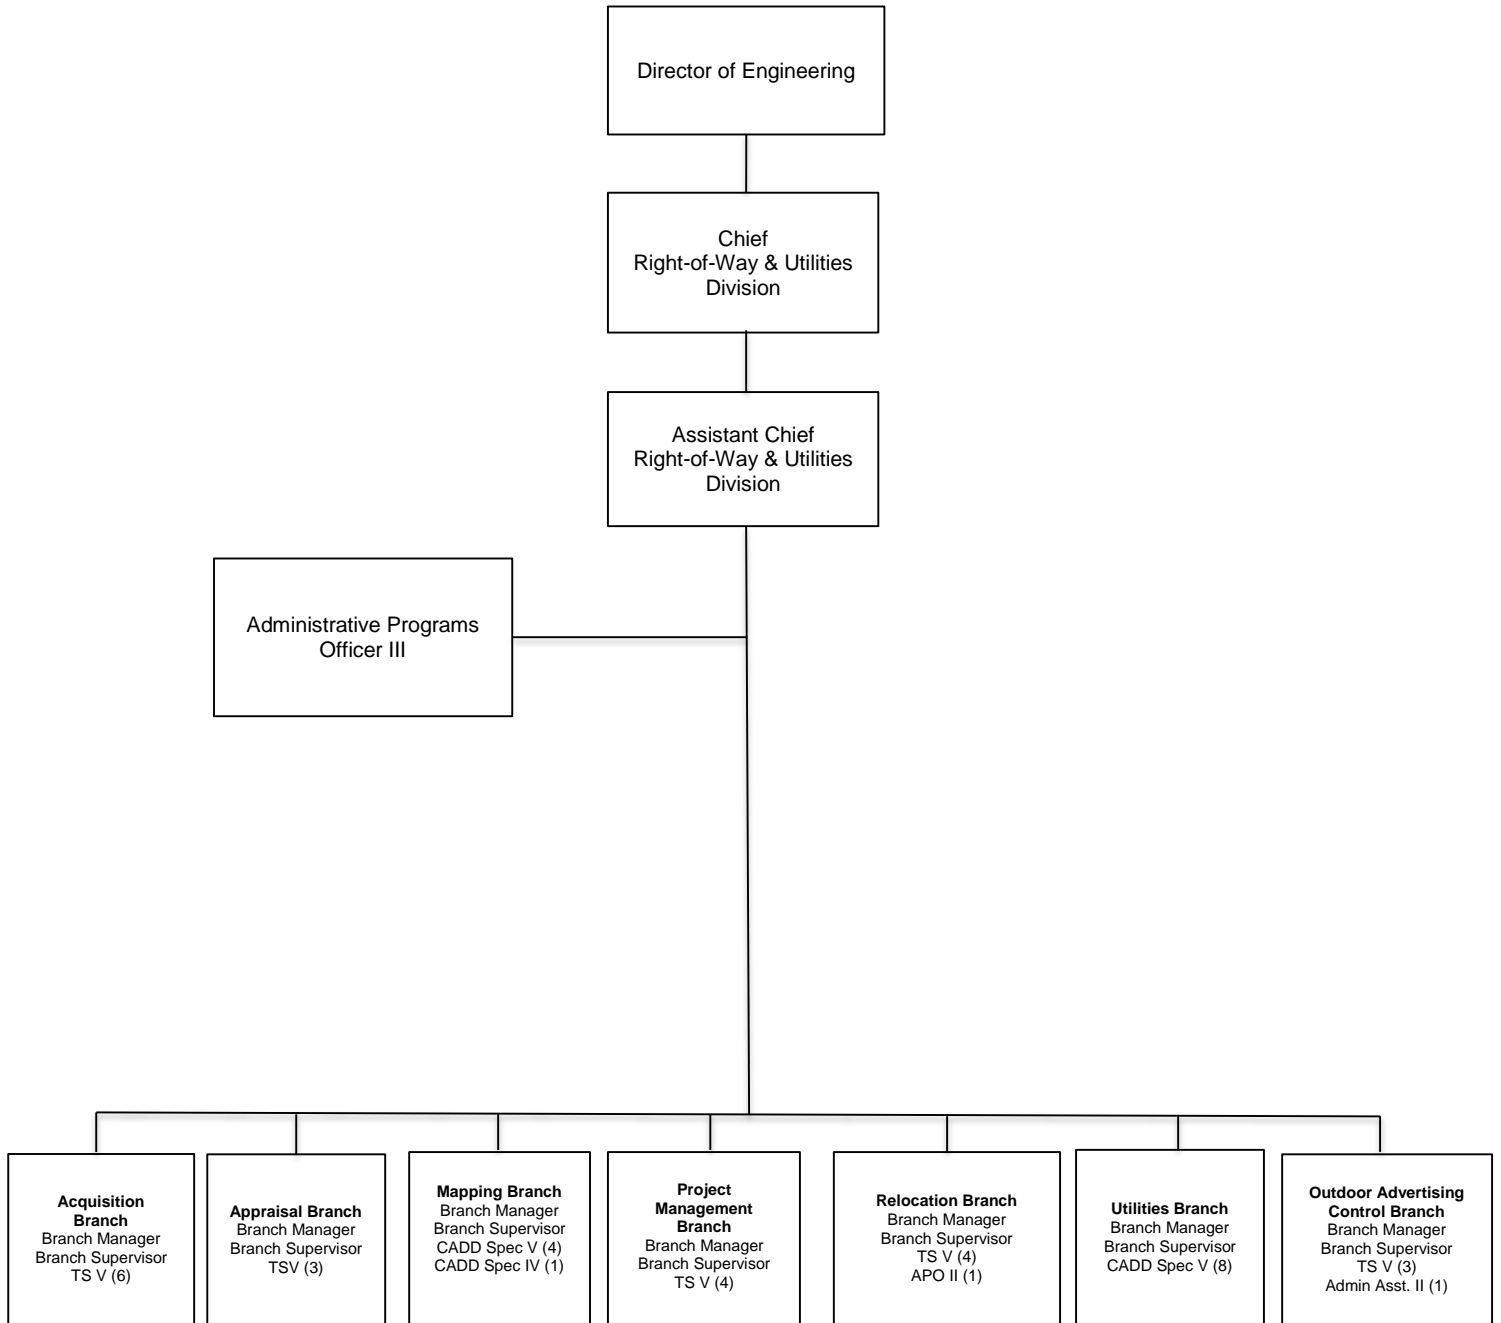 Director of Engineering
Chief
Right-of-Way & Utilities
Division
Assistant Chief
Right-of-Way & Utilities
Division
Administrative Programs
Officer III
Acquisition
Branch
Branch Manager
Branch Supervisor
TS V (6)
Appraisal Branch
Branch Manager
Branch Supervisor
TSV (3)
Mapping Branch
Branch Manager
Branch Supervisor
CADD Spec V (4)
CADD Spec IV (1)
Project
Management
Branch
Branch Manager
Branch Supervisor
TS V (4)
Relocation Branch
Branch Manager
Branch Supervisor
TS V (4)
APO II (1)
Utilities Branch
Branch Manager
Branch Supervisor
CADD Spec V (8)
Outdoor Advertising
Control Branch
Branch Manager
Branch Supervisor
TS V (3)
Admin Asst. II (1)